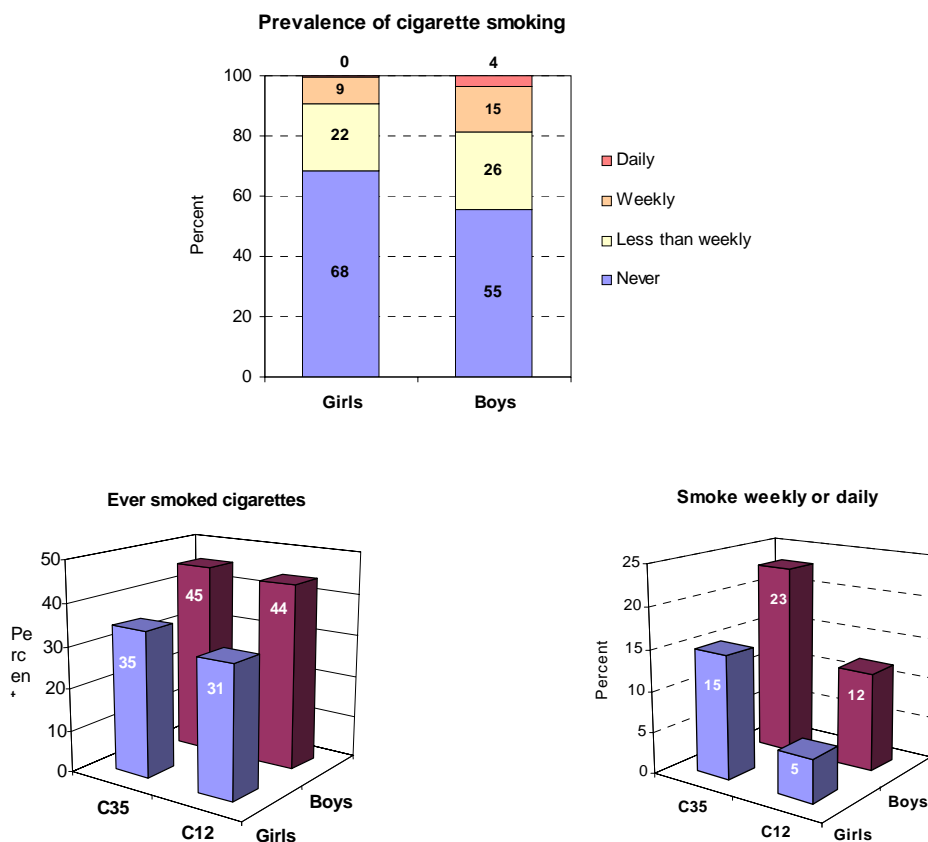 Prevalence of cigarette smoking
0 4
100
80
60
40
20
0
Percent
9
22
68
15
26
55
Girls Boys
Daily
Weekly
Less than weekly
Never
Ever smoked cigarettes
50
40
30
20
10
0
Pe
rc
en
t
35
45
31
44
C35
C12
Girls
Boys
Smoke weekly or daily
25
20
15
10
5
0
Percent
15
23
5
12
C35
C12
Girls
Boys